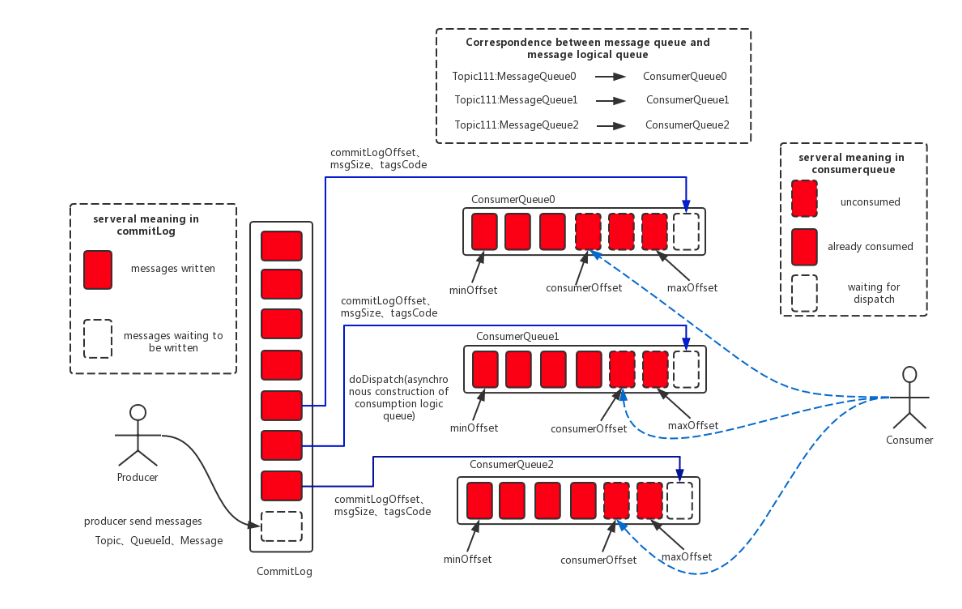 Correspondence between message queue and
message logical queue
Topic111:MessageQueue0
ConsumerQueue0
Topic111:MessageQueue1
ConsumerQueue1
Topic111:MessageQueue2
ConsumerQueue2
serveral meaning in
consumerqueue
unconsumed
already consumed
waiting for
dispatch
serveral meaning in
commitLog
messages written
messages waiting to
be written
commitLogOffset、
msgSize、tagsCode
ConsumerQueue0
minOffset
consumerOffset
maxOffset
commitLogOffset、
msgSize、tagsCode
ConsumerQueue1
doDispatch(asynchro
nous construction of
consumption logic
queue)
minOffset
consumerOffset
maxOffset
Consumer
Producer
ConsumerQueue2
commitLogOffset、
msgSize、tagsCode
minOffset
consumerOffset
maxOffset
producer send messages
Topic、QueueId、Message
CommitLog